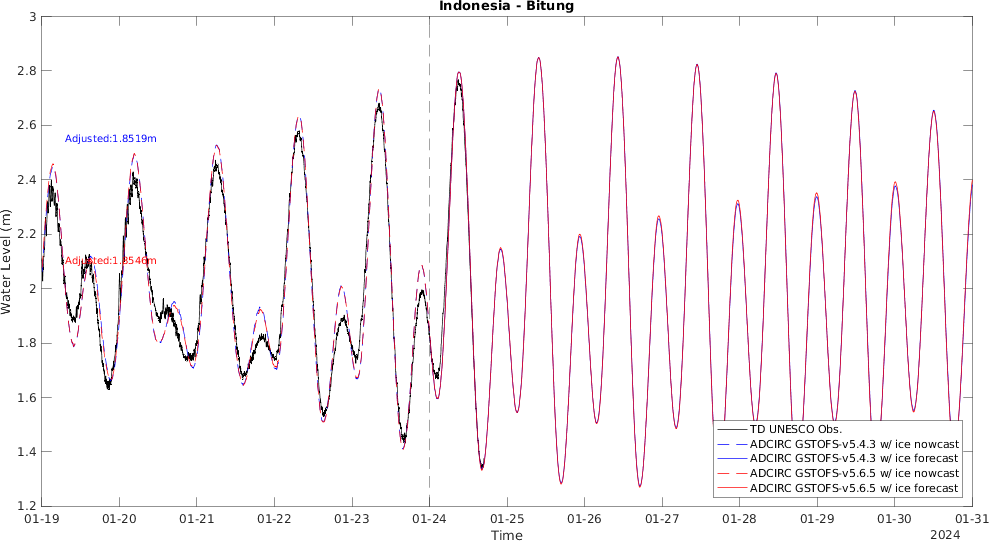 Indonesia - Bitung
Water Level (m)
3
2.8
2.6
2.4
2.2
2
1.8
1.6
1.4
1.2
Adjusted:1.8519m
Adjusted:1.8546m
TD UNESCO Obs.
ADCIRC GSTOFS-v5.4.3 w/ ice nowcast
ADCIRC GSTOFS-v5.4.3 w/ ice forecast
ADCIRC GSTOFS-v5.6.5 w/ ice nowcast
ADCIRC GSTOFS-v5.6.5 w/ ice forecast
01-19 01-20 01-21 01-22 01-23 01-24 01-25 01-26 01-27 01-28 01-29 01-30 01-31
Time
2024